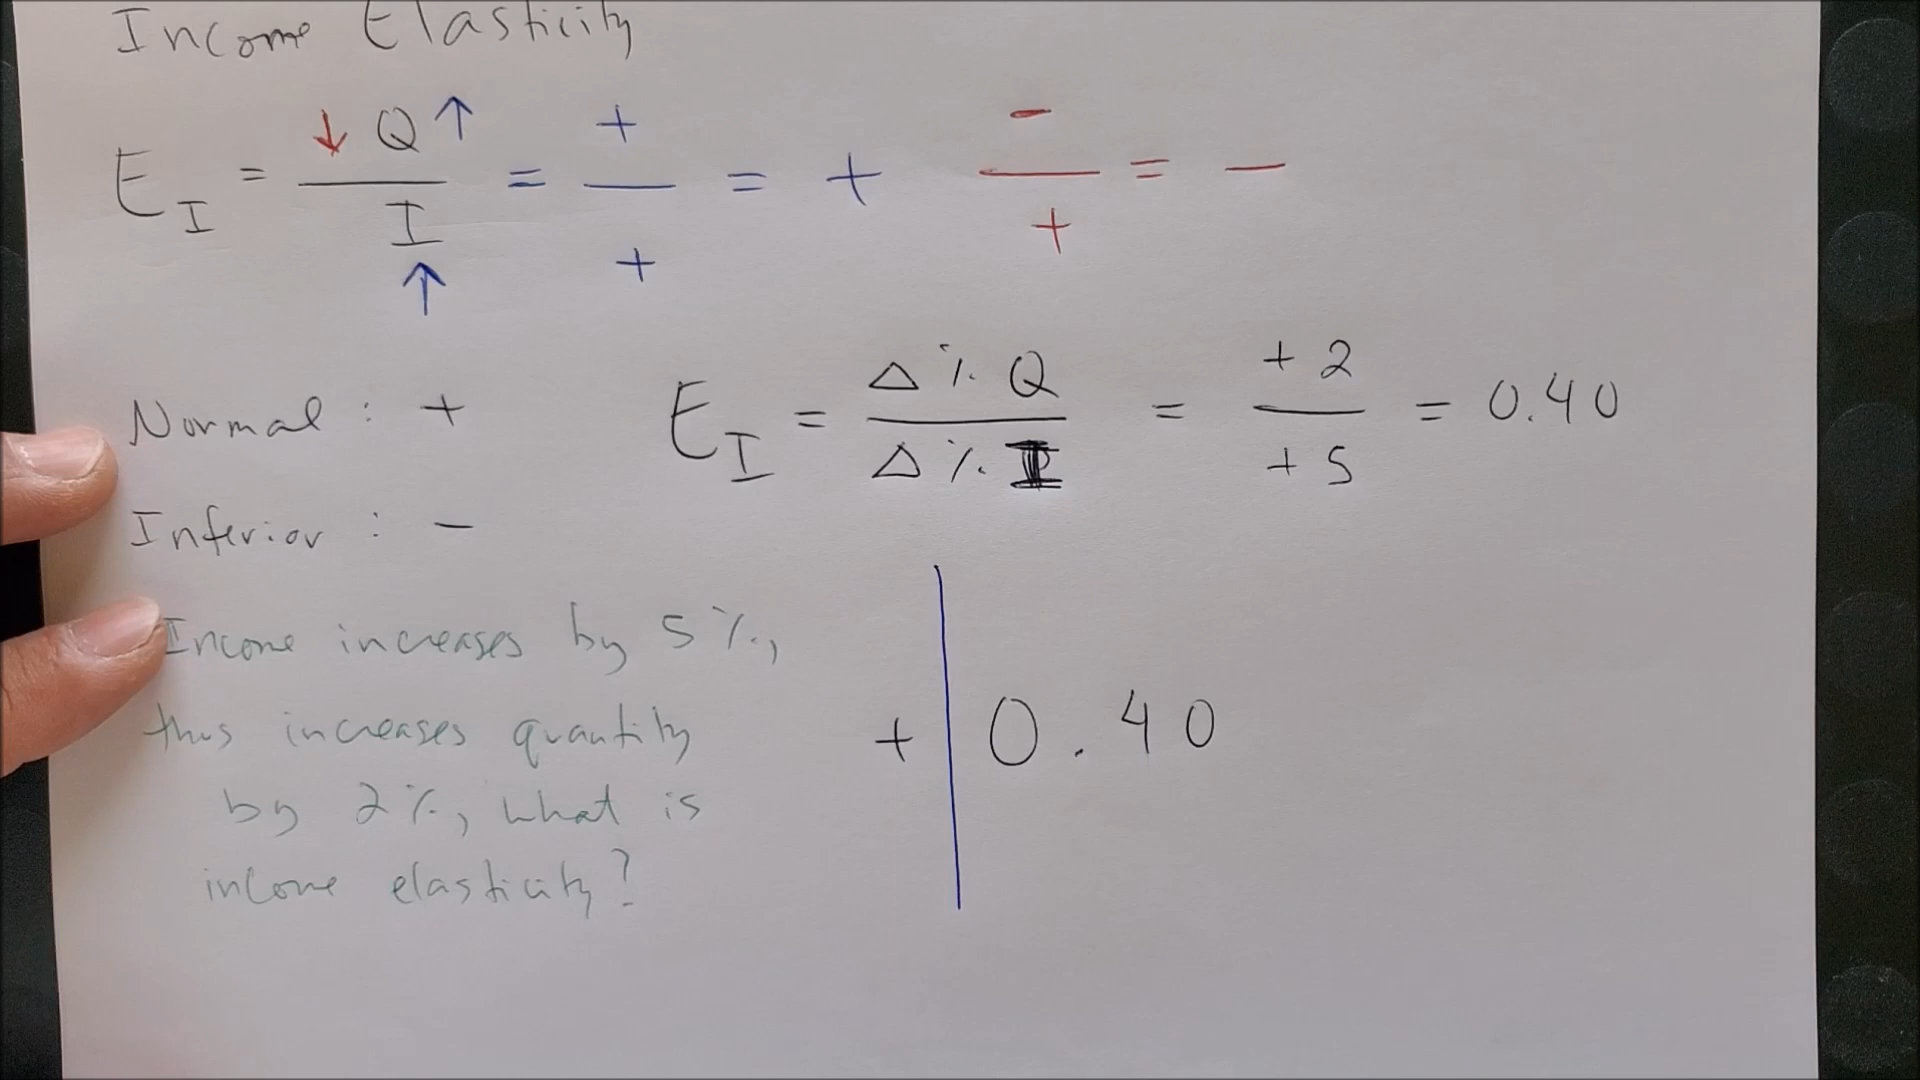 Income Elasticity
E_I = ↓ Q ↑ / I ↑ = + / + = + - / + = -
Normal : + E_I = Δ % Q / Δ % I = + 2 / + 5 = 0.40
Inferior : -
Income increases by 5 %,
thus increases quantity
by 2 %, what is
income elasticity?
+ | 0.40